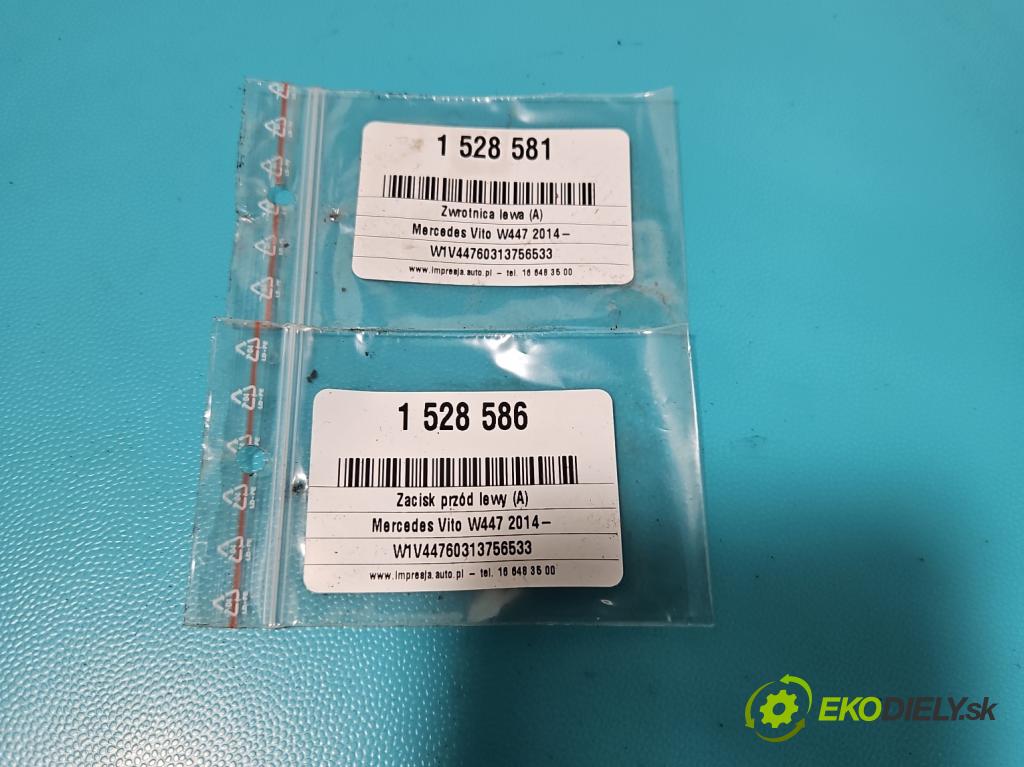 1 528 581
Zwrotnica lewa (A)
Mercedes Vito W447 2014–
W1V44760313756533
www.impresja.auto.pl – tel. 16 648 35 00
1 528 586
Zacisk przód lewy (A)
Mercedes Vito W447 2014–
W1V44760313756533
www.impresja.auto.pl – tel. 16 648 35 00
EKODIELY.sk